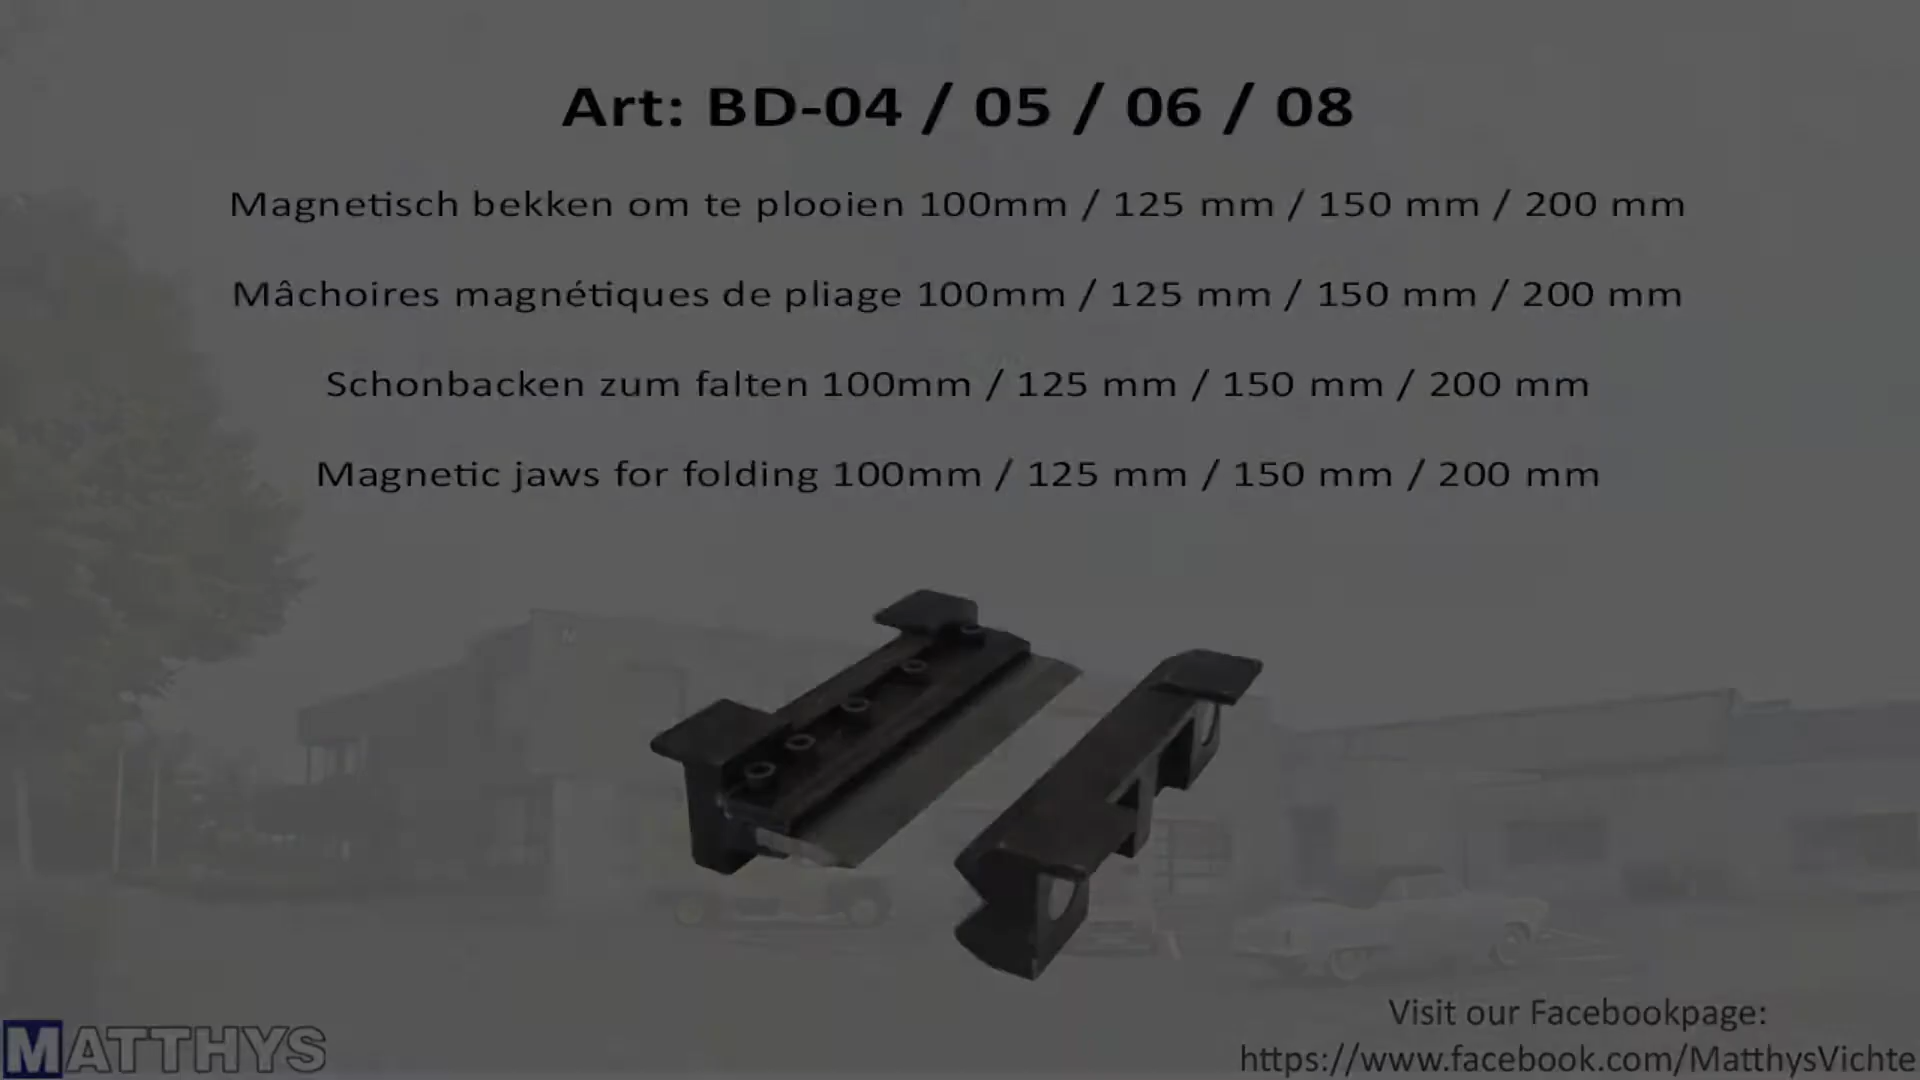 Art: BD-04 / 05 / 06 / 08
Magnetisch bekken om te plooien 100mm / 125 mm / 150 mm / 200 mm
Mâchoires magnétiques de pliage 100mm / 125 mm / 150 mm / 200 mm
Schonbacken zum falten 100mm / 125 mm / 150 mm / 200 mm
Magnetic jaws for folding 100mm / 125 mm / 150 mm / 200 mm
MATTHYS
Visit our Facebookpage:
https://www.facebook.com/MatthysVichte